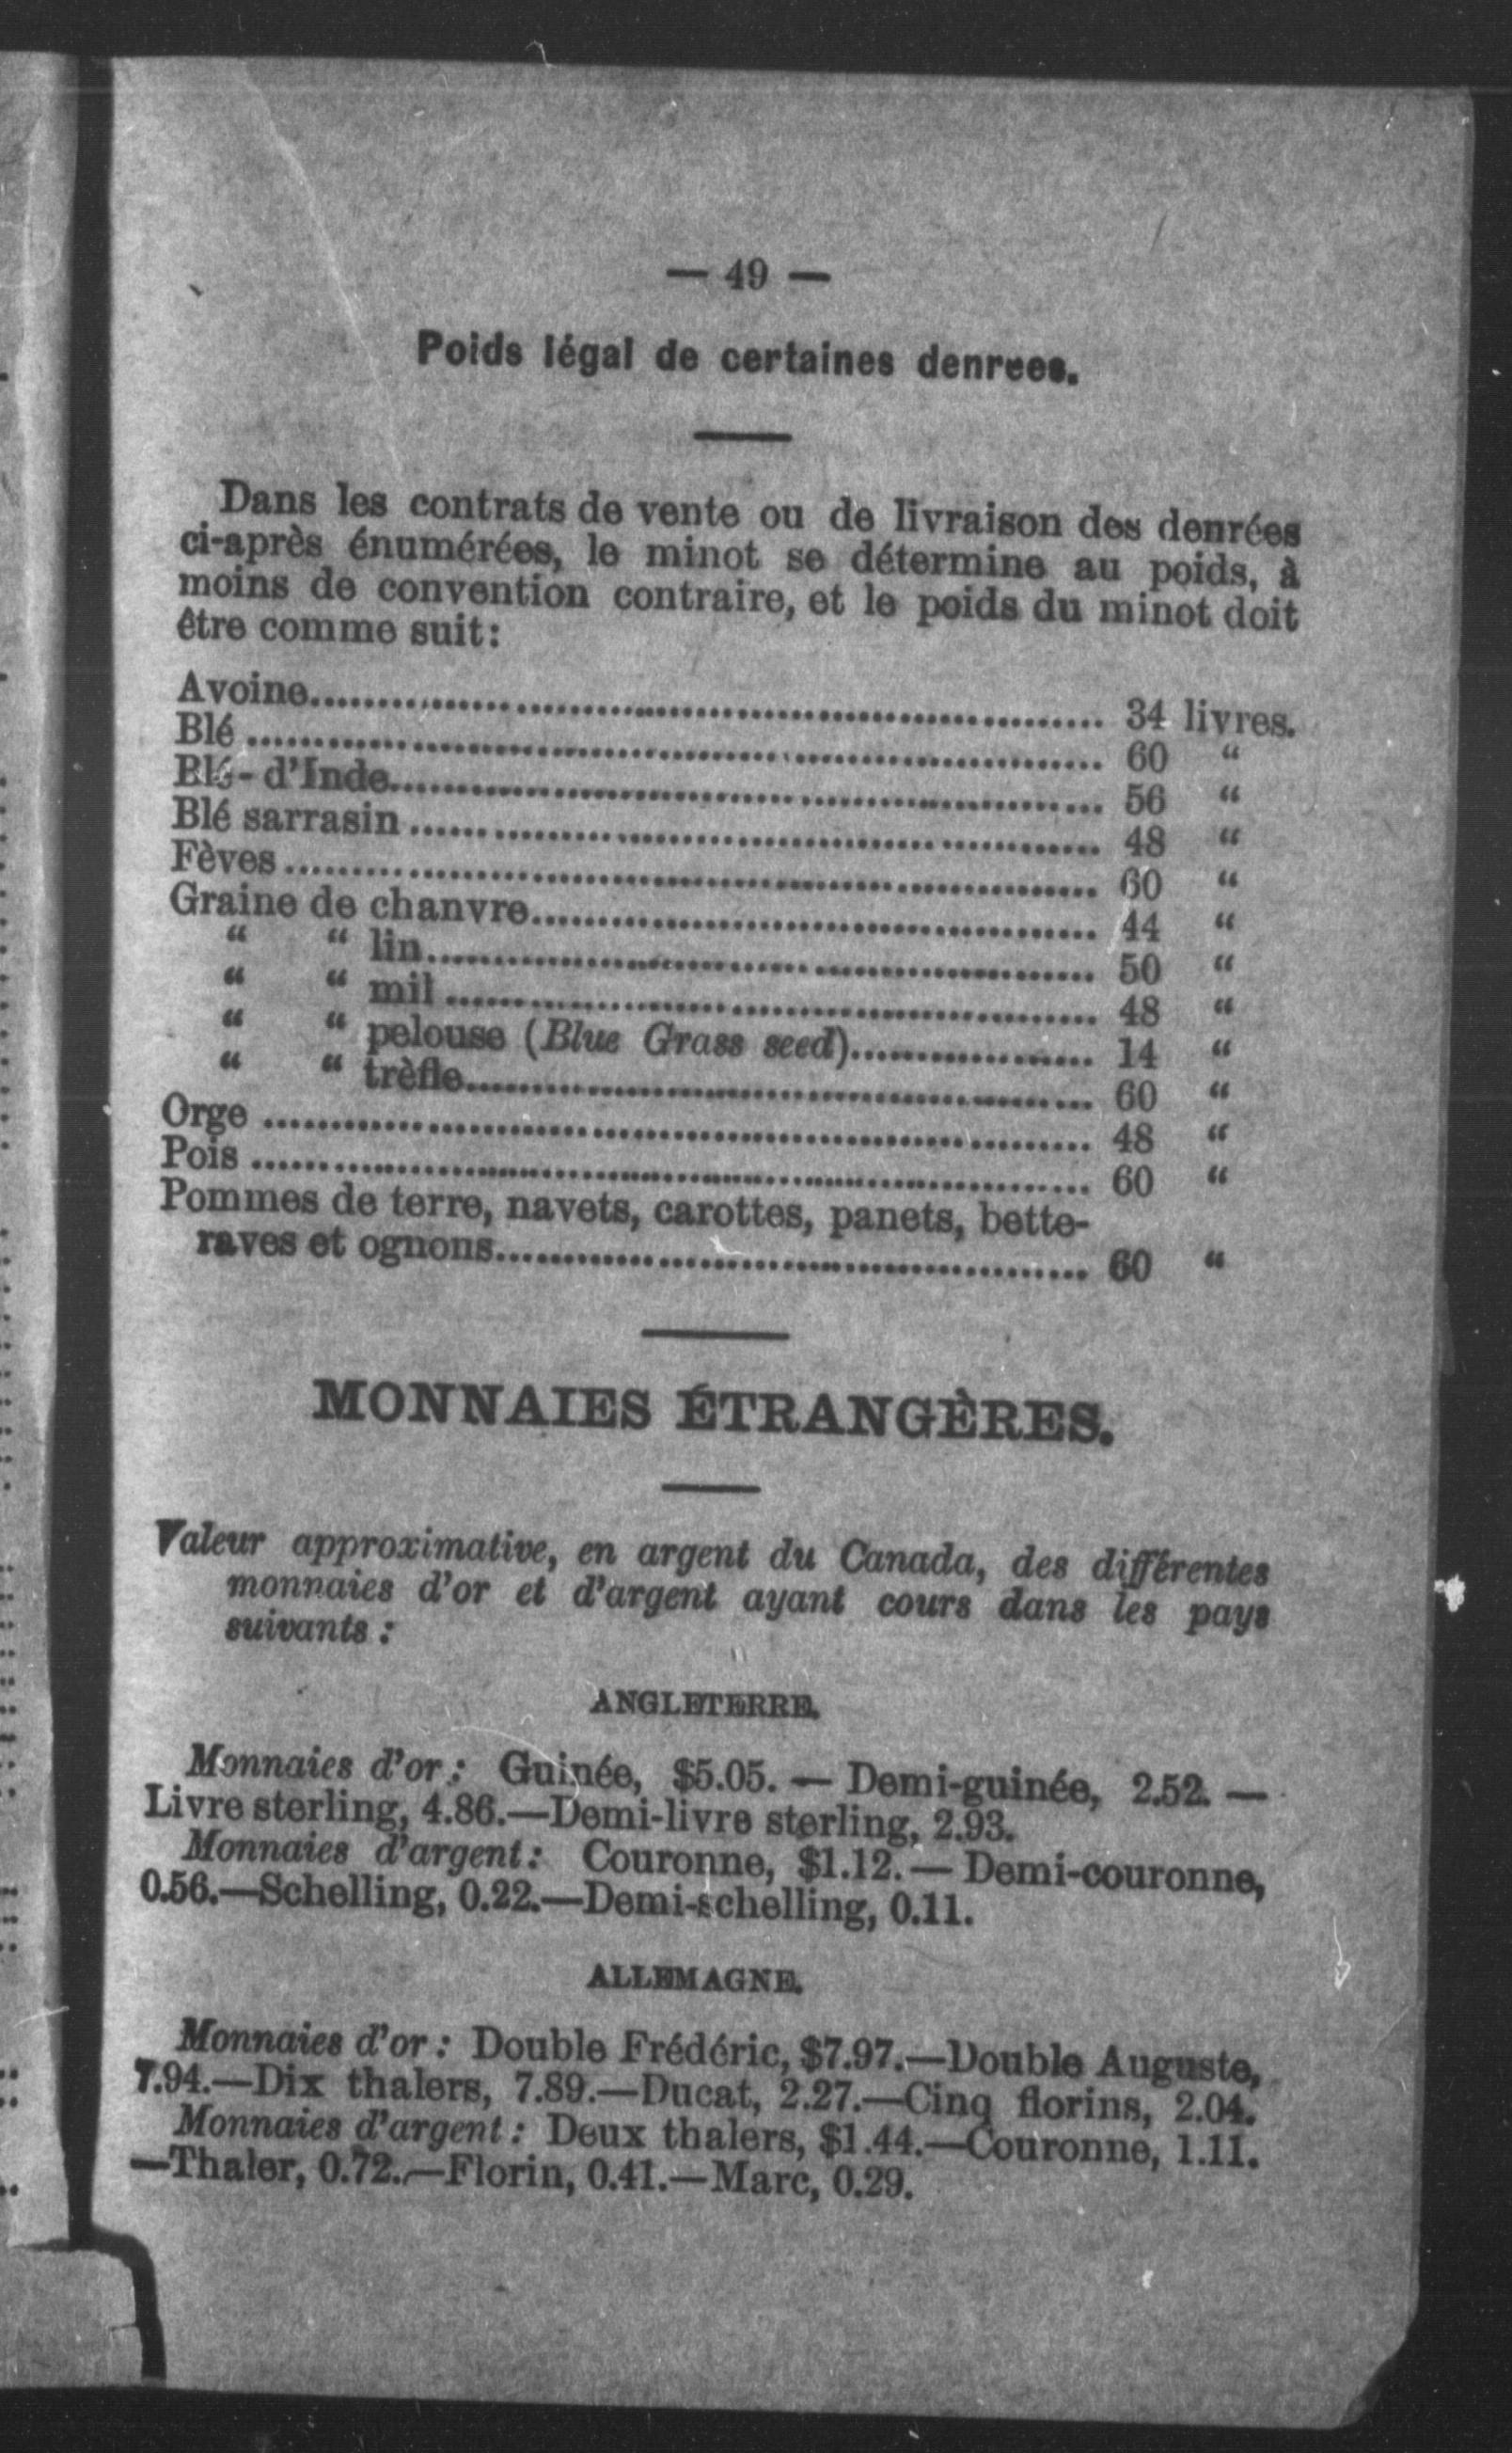 — 49 —
Poids légal de certaines denrees.
Dans les contrats de vente ou de livraison des denrées
ci-après énumérées, le minot se détermine au poids, à
moins de convention contraire, et le poids du minot doit
être comme suit:
Avoine........................................ 34 livres.
Blé ........................................ 60 “
Blé-d'Inde........................................ 56 “
Blé sarrasin ........................................ 48 “
Fèves ........................................ 60 “
Graine de chanvre........................................ 44 “
“ “ lin........................................ 50 “
“ “ mil ........................................ 48 “
“ “ pelouse (Blue Grass seed).................. 14 “
“ “ trèfle........................................ 60 “
Orge ........................................ 48 “
Pois ........................................ 60 “
Pommes de terre, navets, carottes, panets, bette-
raves et ognons........................................ 60 “
MONNAIES ÉTRANGÈRES.
Valeur approximative, en argent du Canada, des différentes
monnaies d'or et d'argent ayant cours dans les pays
suivants :
ANGLETERRE.
Monnaies d'or : Guinée, $5.05. — Demi-guinée, 2.52. —
Livre sterling, 4.86.—Demi-livre sterling, 2.93.
Monnaies d'argent : Couronne, $1.12. — Demi-couronne,
0.56.—Schelling, 0.22.—Demi-schelling, 0.11.
ALLEMAGNE.
Monnaies d'or : Double Frédéric, $7.97.—Double Auguste,
7.94.—Dix thalers, 7.89.—Ducat, 2.27.—Cinq florins, 2.04.
Monnaies d'argent : Deux thalers, $1.44.—Couronne, 1.11.
—Thaler, 0.72.—Florin, 0.41.—Marc, 0.29.